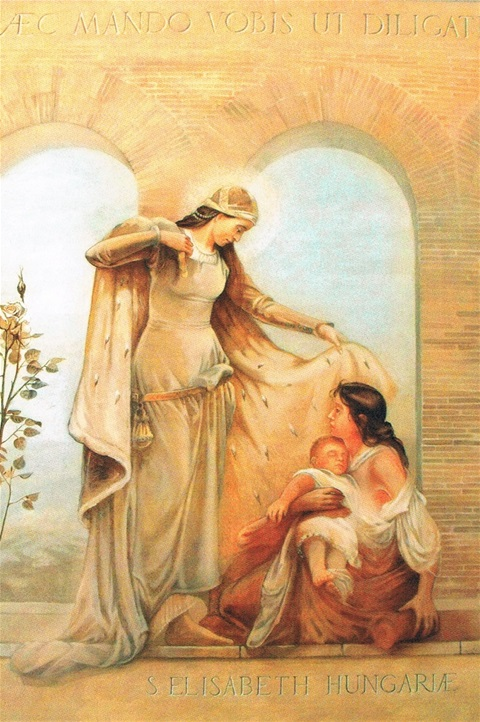 ÆC MANDO VOBIS UT DILIGAT
S. ELISABETH HUNGARIÆ